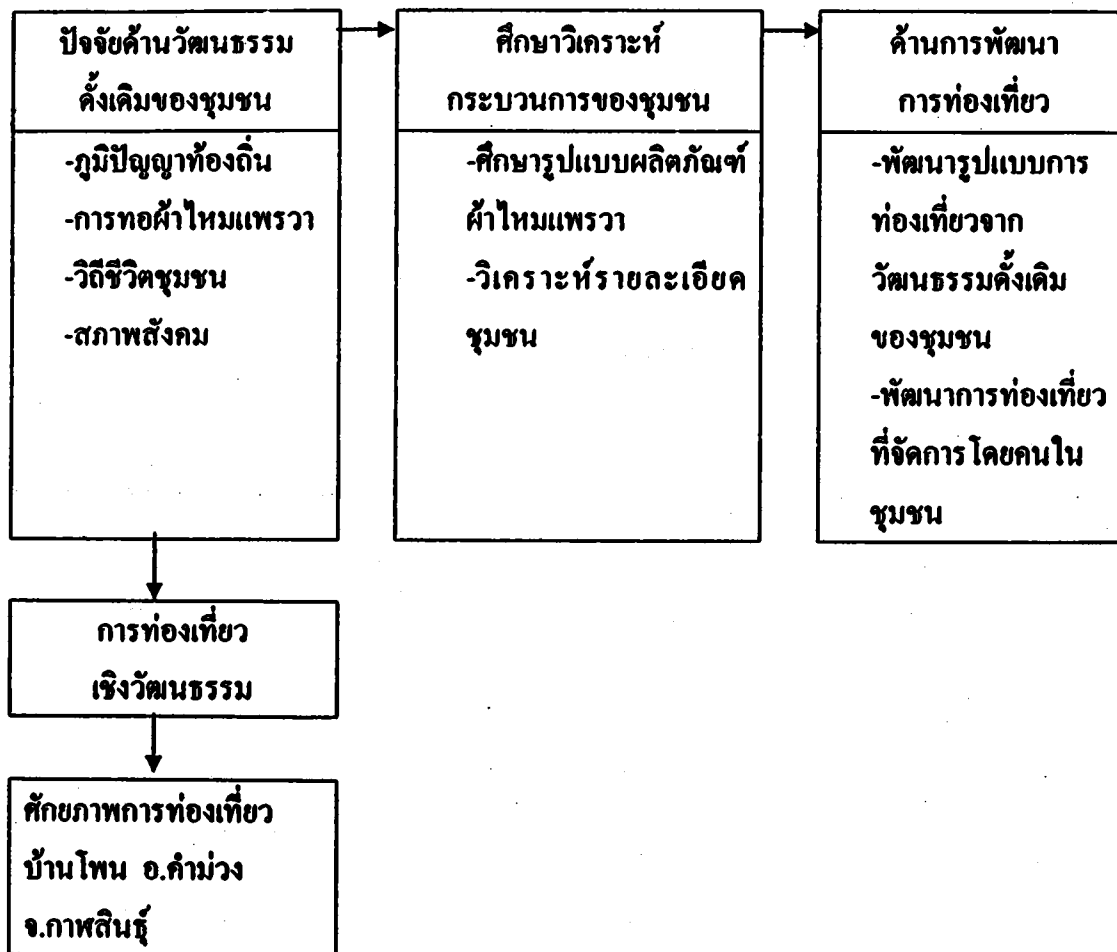 ปัจจัยด้านวัฒนธรรม
ดั้งเดิมของชุมชน
-ภูมิปัญญาท้องถิ่น
-การทอผ้าไหมแพรวา
-วิถีชีวิตชุมชน
-สภาพสังคม
ศึกษาวิเคราะห์
กระบวนการของชุมชน
-ศึกษารูปแบบผลิตภัณฑ์
ผ้าไหมแพรวา
-วิเคราะห์รายละเอียด
ชุมชน
ด้านการพัฒนา
การท่องเที่ยว
-พัฒนารูปแบบการ
ท่องเที่ยวจาก
วัฒนธรรมดั้งเดิม
ของชุมชน
-พัฒนาการท่องเที่ยว
ที่จัดการโดยคนใน
ชุมชน
การท่องเที่ยว
เชิงวัฒนธรรม
ศักยภาพการท่องเที่ยว
บ้านโพน อ.คำม่วง
จ.กาฬสินธุ์